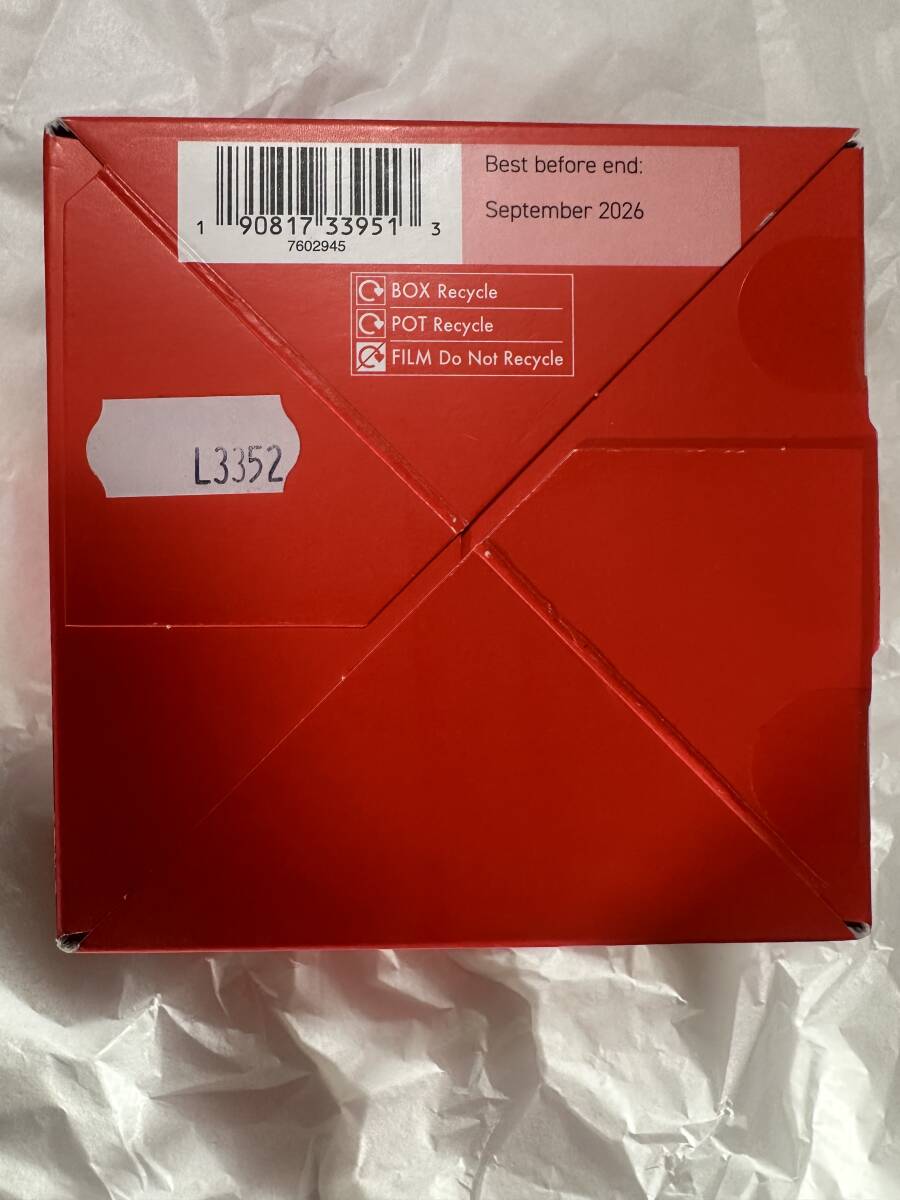 Best before end:
September 2026
1 90817 33951 3
7602945
BOX Recycle
POT Recycle
FILM Do Not Recycle
L3352